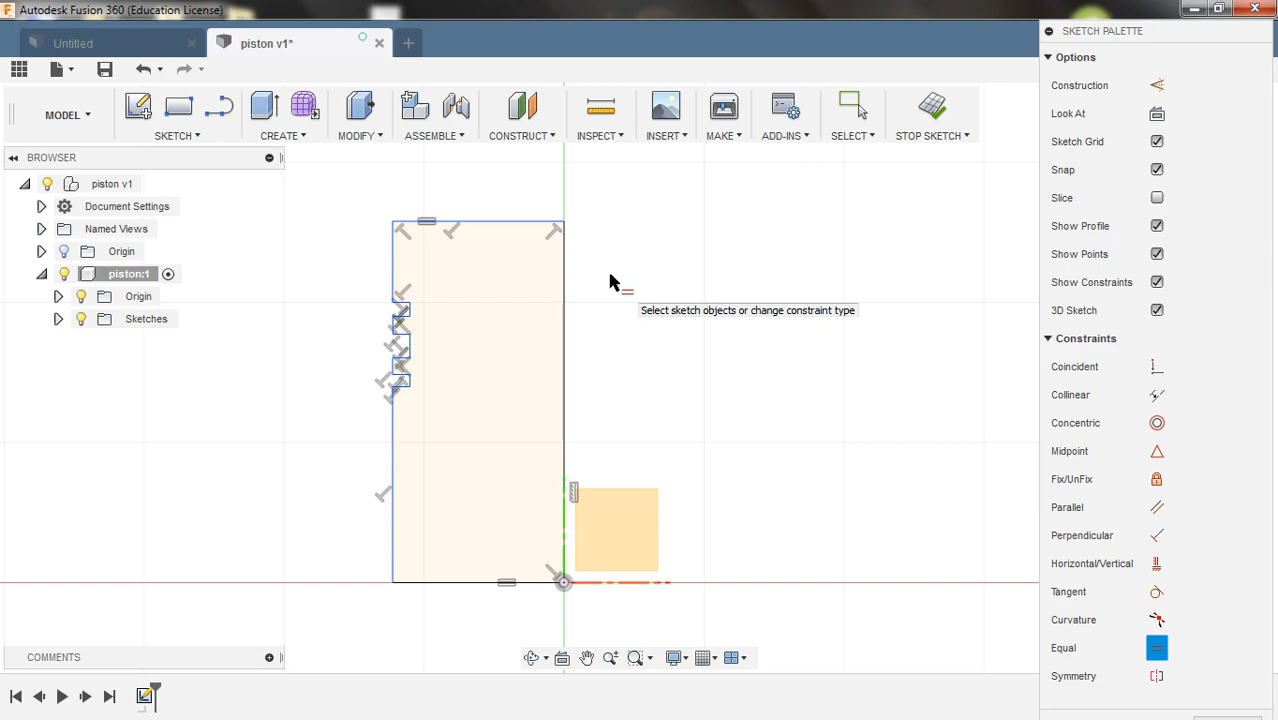 Autodesk Fusion 360 (Education License)
Untitled
piston v1*
SKETCH PALETTE
Options
Construction
Look At
Sketch Grid
Snap
Slice
Show Profile
Show Points
Show Constraints
3D Sketch
Constraints
Coincident
Collinear
Concentric
Midpoint
Fix/UnFix
Parallel
Perpendicular
Horizontal/Vertical
Tangent
Curvature
Equal
Symmetry
MODEL
SKETCH
CREATE
MODIFY
ASSEMBLE
CONSTRUCT
INSPECT
INSERT
MAKE
ADD-INS
SELECT
STOP SKETCH
BROWSER
piston v1
Document Settings
Named Views
Origin
piston:1
Origin
Sketches
Select sketch objects or change constraint type
COMMENTS